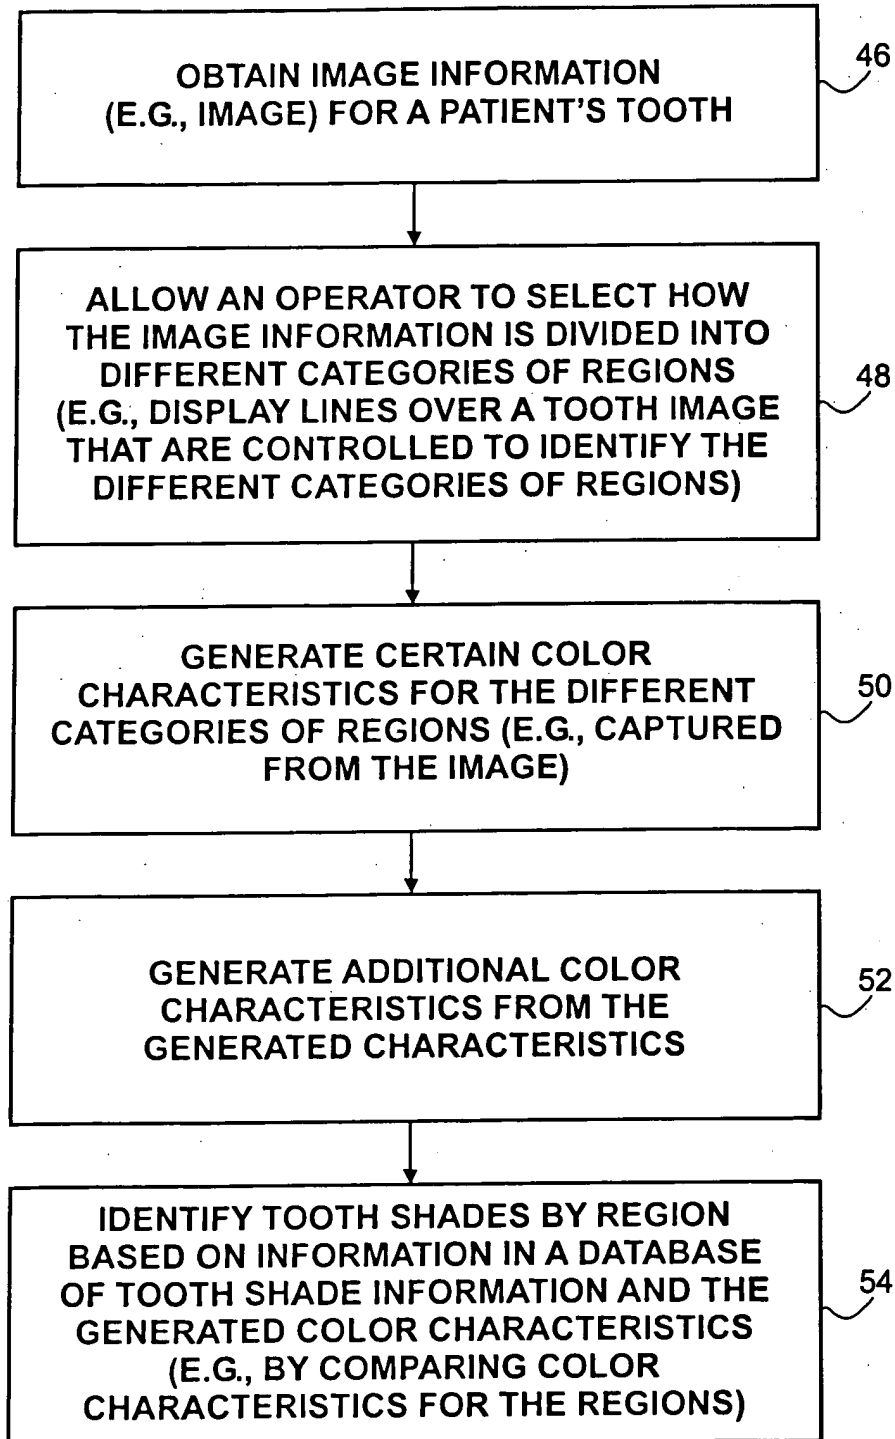 OBTAIN IMAGE INFORMATION
(E.G., IMAGE) FOR A PATIENT'S TOOTH
46
ALLOW AN OPERATOR TO SELECT HOW
THE IMAGE INFORMATION IS DIVIDED INTO
DIFFERENT CATEGORIES OF REGIONS
(E.G., DISPLAY LINES OVER A TOOTH IMAGE
THAT ARE CONTROLLED TO IDENTIFY THE
DIFFERENT CATEGORIES OF REGIONS)
48
GENERATE CERTAIN COLOR
CHARACTERISTICS FOR THE DIFFERENT
CATEGORIES OF REGIONS (E.G., CAPTURED
FROM THE IMAGE)
50
GENERATE ADDITIONAL COLOR
CHARACTERISTICS FROM THE
GENERATED CHARACTERISTICS
52
IDENTIFY TOOTH SHADES BY REGION
BASED ON INFORMATION IN A DATABASE
OF TOOTH SHADE INFORMATION AND THE
GENERATED COLOR CHARACTERISTICS
(E.G., BY COMPARING COLOR
CHARACTERISTICS FOR THE REGIONS)
54